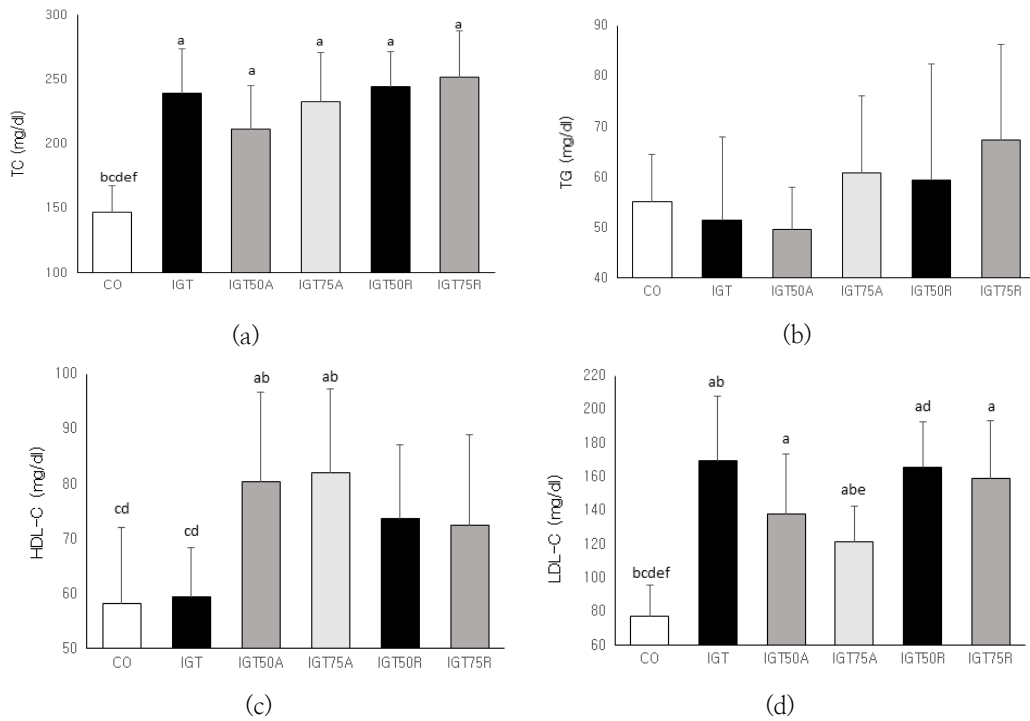 TC (mg/dl)
300
250
200
150
100
bcdef
a
a
a
a
a
CO IGT IGT50A IGT75A IGT50R IGT75R
(a)
TG (mg/dl)
90
80
70
60
50
40
CO IGT IGT50A IGT75A IGT50R IGT75R
(b)
HDL-C (mg/dl)
100
90
80
70
60
50
cd
cd
ab
ab
CO IGT IGT50A IGT75A IGT50R IGT75R
(c)
LDL-C (mg/dl)
220
200
180
160
140
120
100
80
60
bcdef
ab
a
abe
ad
a
CO IGT IGT50A IGT75A IGT50R IGT75R
(d)